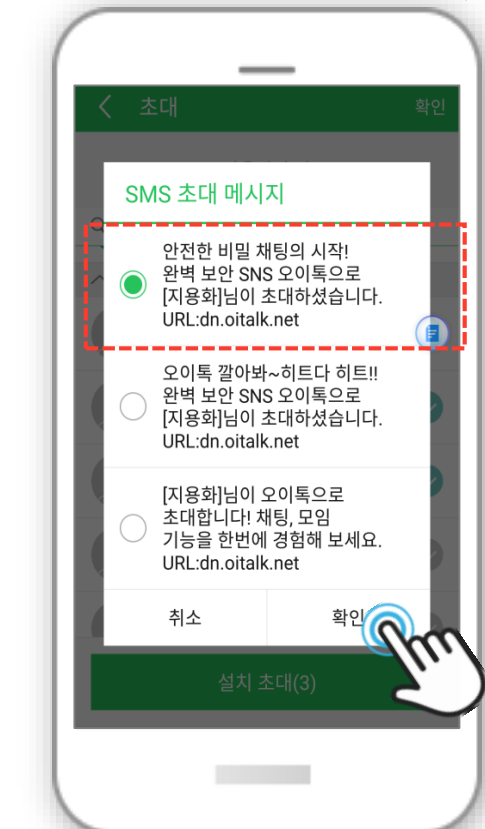 초대
확인
SMS 초대 메시지
안전한 비밀 채팅의 시작!
완벽 보안 SNS 오이톡으로
[지용화]님이 초대하셨습니다.
URL:dn.oitalk.net
오이톡 깔아봐~히트다 히트!!
완벽 보안 SNS 오이톡으로
[지용화]님이 초대하셨습니다.
URL:dn.oitalk.net
[지용화]님이 오이톡으로
초대합니다! 채팅, 모임
기능을 한번에 경험해 보세요.
URL:dn.oitalk.net
취소
확인
설치 초대(3)